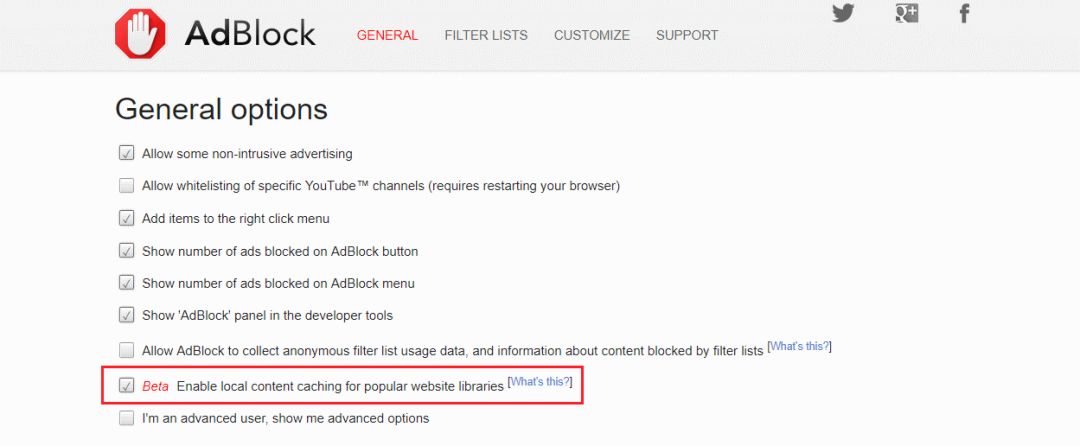 AdBlock GENERAL FILTER LISTS CUSTOMIZE SUPPORT
General options
Allow some non-intrusive advertising
Allow whitelisting of specific YouTube™ channels (requires restarting your browser)
Add items to the right click menu
Show number of ads blocked on AdBlock button
Show number of ads blocked on AdBlock menu
Show 'AdBlock' panel in the developer tools
Allow AdBlock to collect anonymous filter list usage data, and information about content blocked by filter lists [What's this?]
Beta Enable local content caching for popular website libraries [What's this?]
I'm an advanced user, show me advanced options